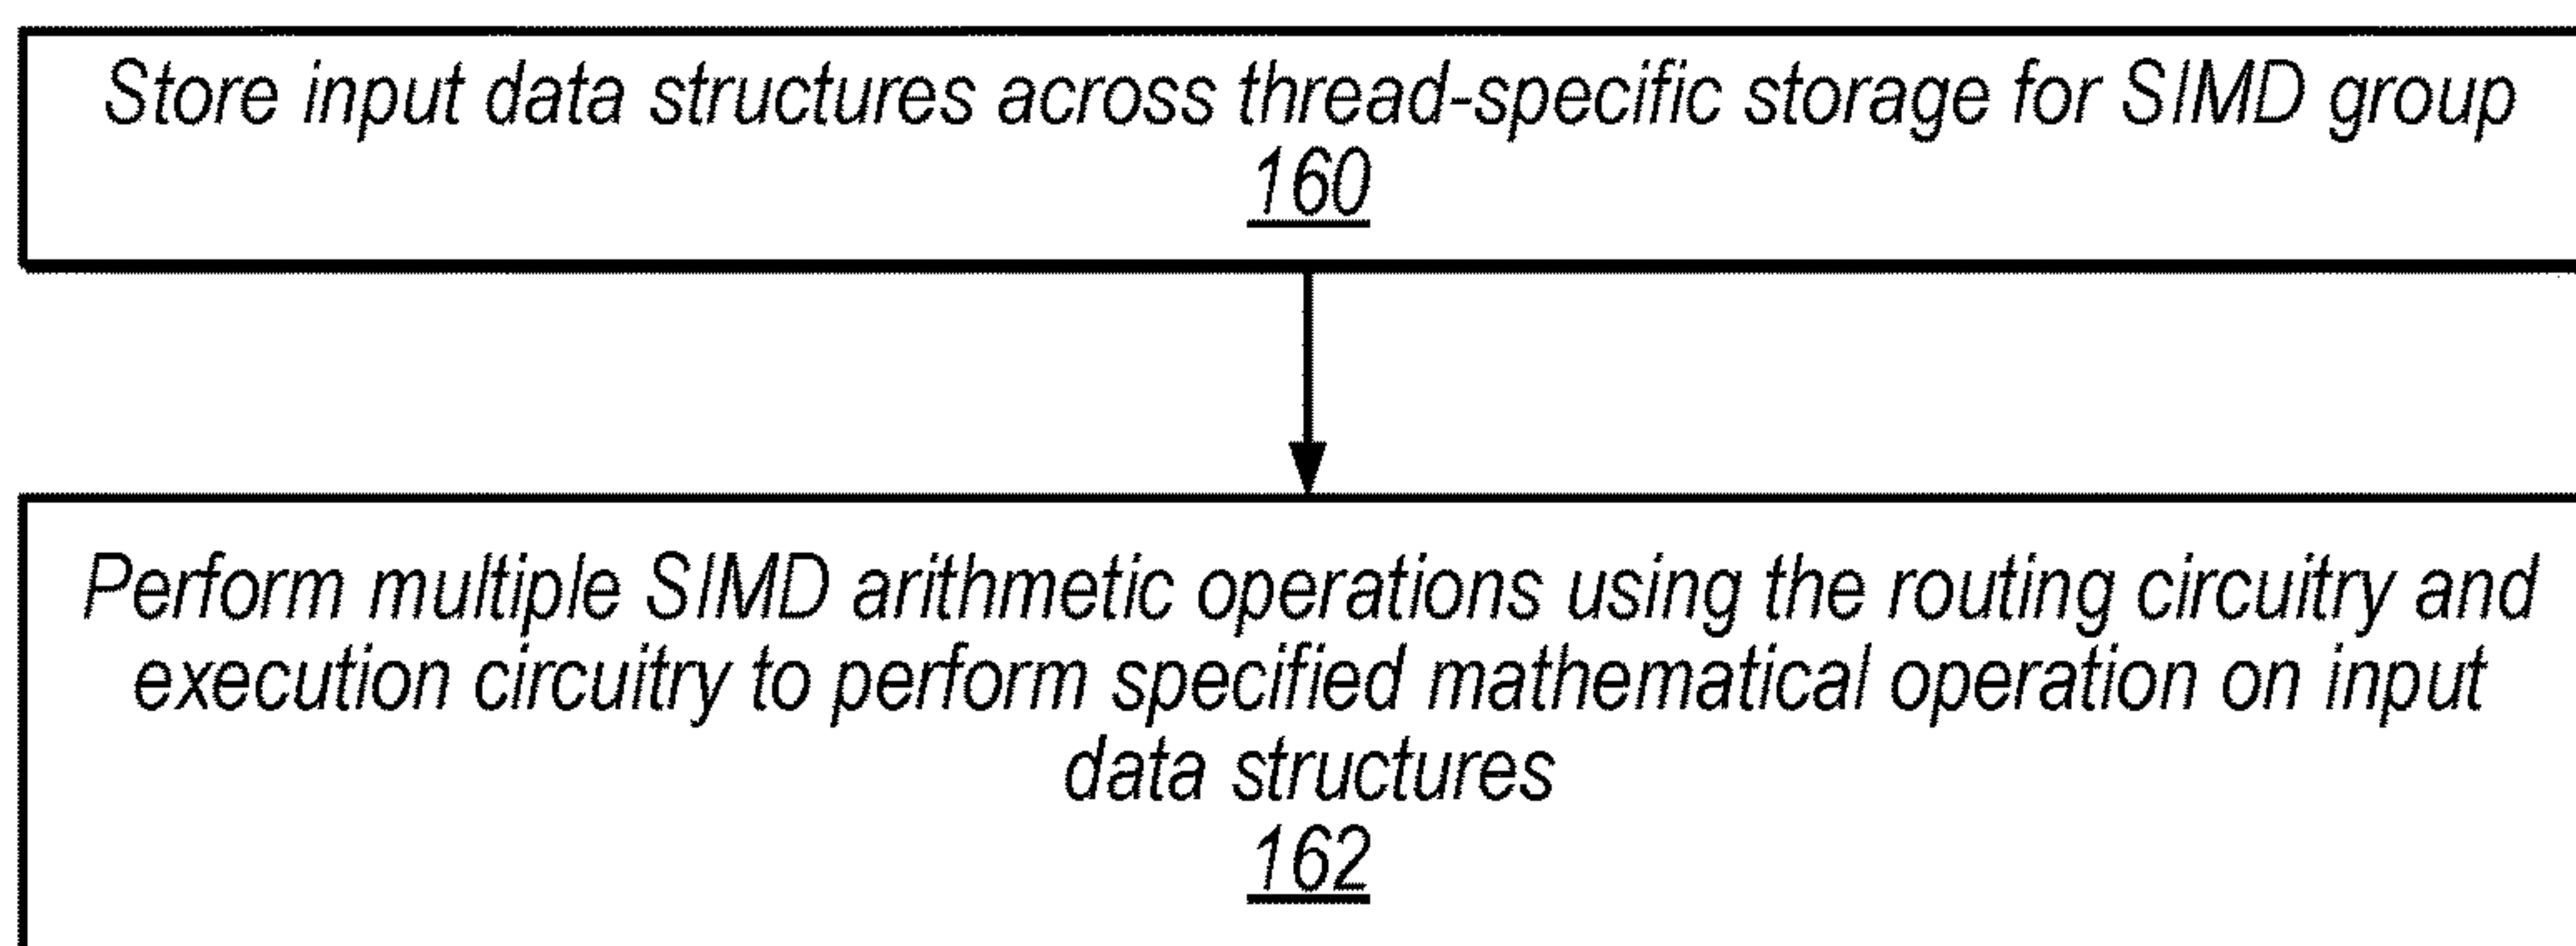 Store input data structures across thread-specific storage for SIMD group
160
Perform multiple SIMD arithmetic operations using the routing circuitry and
execution circuitry to perform specified mathematical operation on input
data structures
162